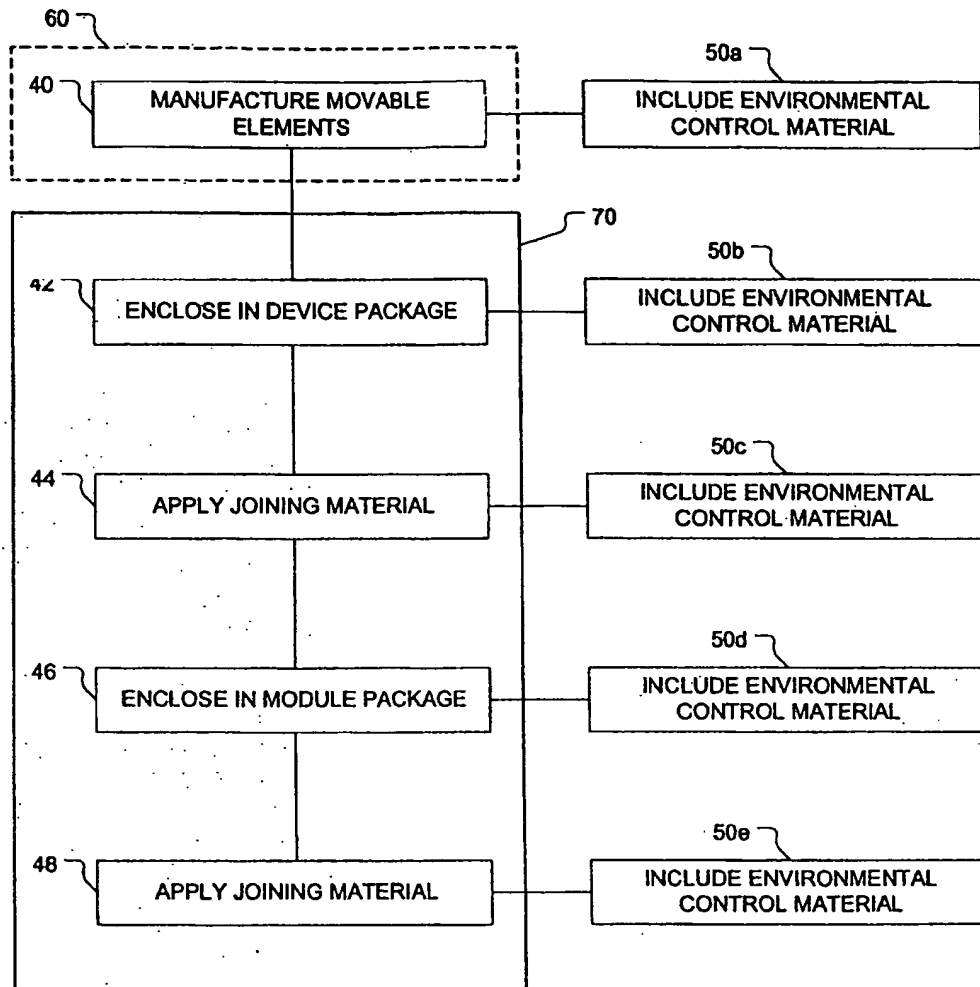 60
40
MANUFACTURE MOVABLE
ELEMENTS
50a
INCLUDE ENVIRONMENTAL
CONTROL MATERIAL
70
42
ENCLOSE IN DEVICE PACKAGE
50b
INCLUDE ENVIRONMENTAL
CONTROL MATERIAL
44
APPLY JOINING MATERIAL
50c
INCLUDE ENVIRONMENTAL
CONTROL MATERIAL
46
ENCLOSE IN MODULE PACKAGE
50d
INCLUDE ENVIRONMENTAL
CONTROL MATERIAL
48
APPLY JOINING MATERIAL
50e
INCLUDE ENVIRONMENTAL
CONTROL MATERIAL